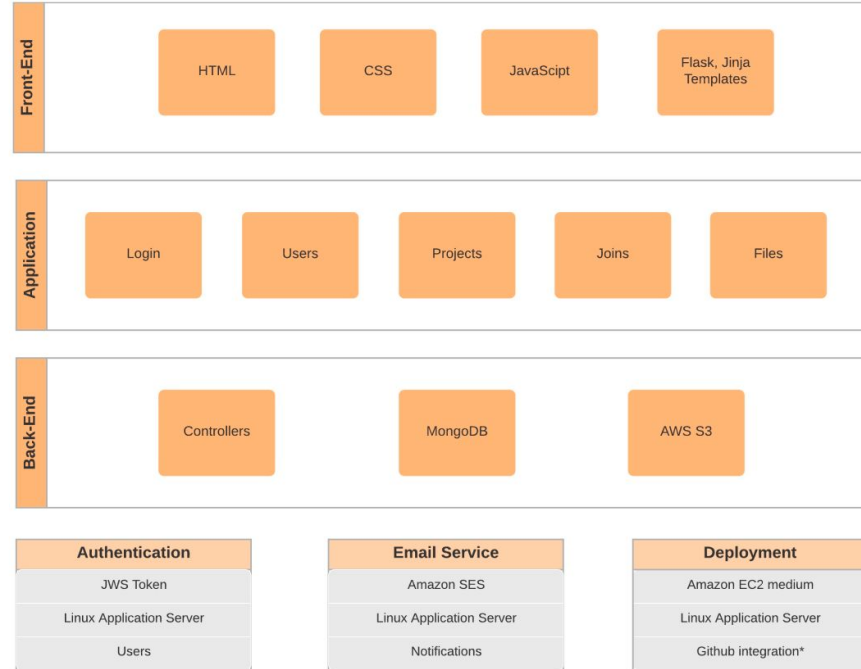 Front-End
HTML
CSS
JavaScipt
Flask, Jinja
Templates
Application
Login
Users
Projects
Joins
Files
Back-End
Controllers
MongoDB
AWS S3
Authentication
JWS Token
Linux Application Server
Users
Email Service
Amazon SES
Linux Application Server
Notifications
Deployment
Amazon EC2 medium
Linux Application Server
Github integration*